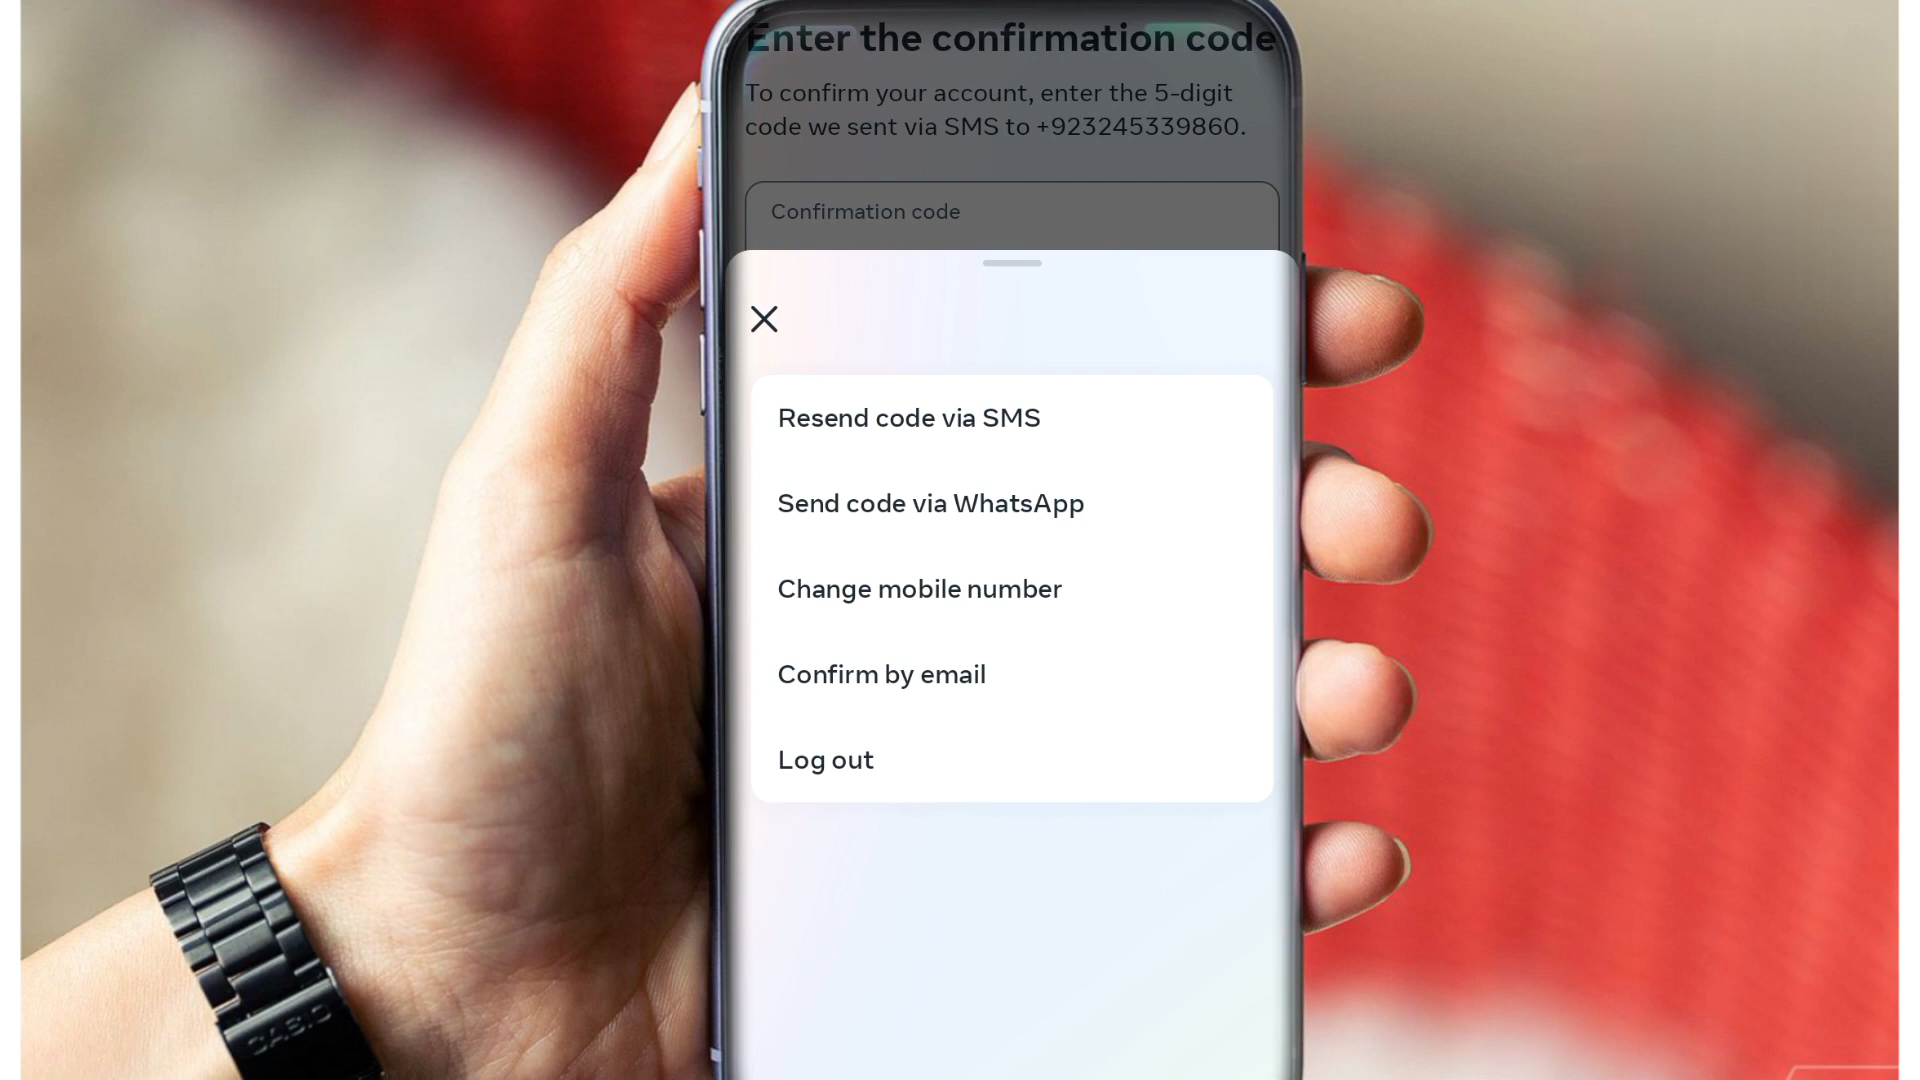 Enter the confirmation code
To confirm your account, enter the 5-digit
code we sent via SMS to +923245339860.
Confirmation code
Resend code via SMS
Send code via WhatsApp
Change mobile number
Confirm by email
Log out
CASIO